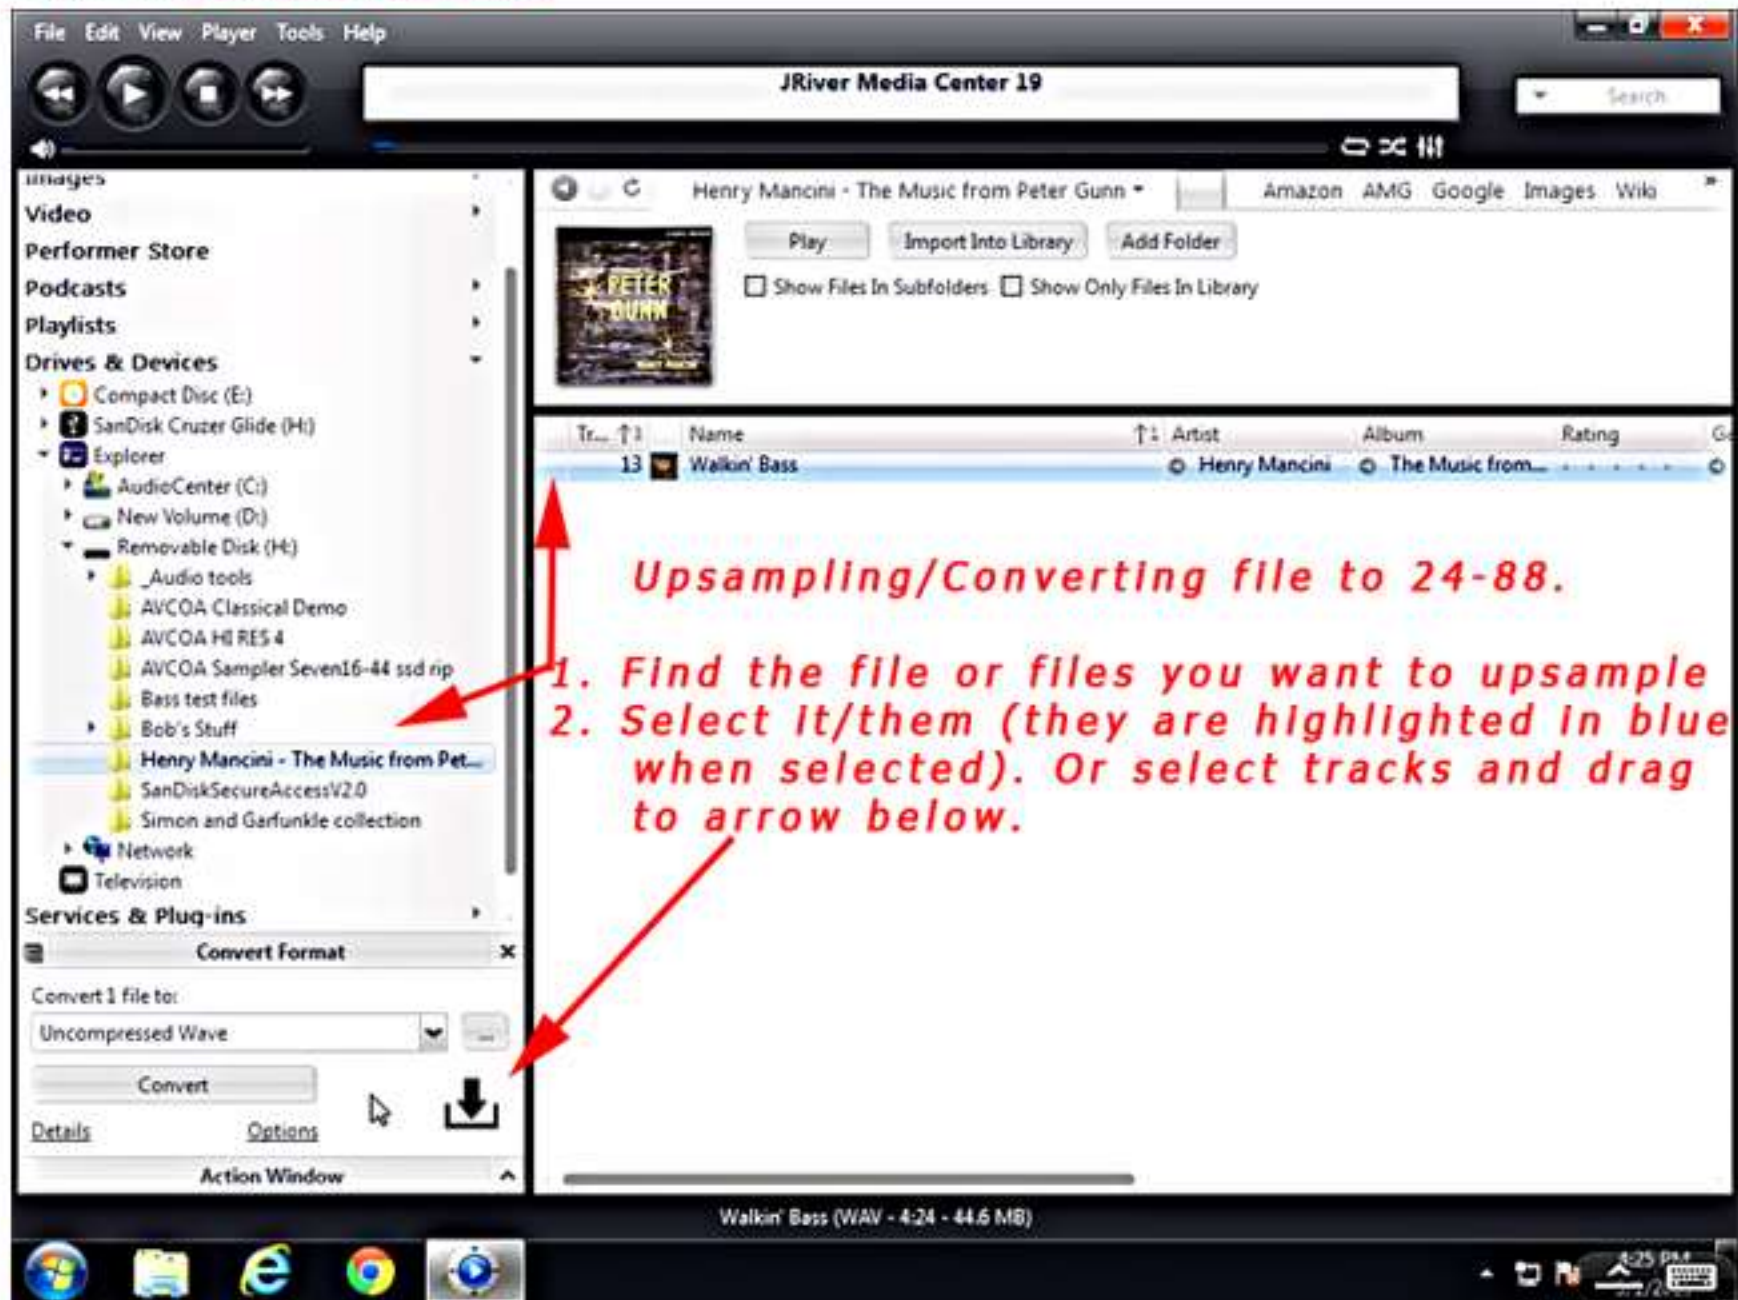 File Edit View Player Tools Help
JRiver Media Center 19
Search
Images
Video
Performer Store
Podcasts
Playlists
Drives & Devices
Compact Disc (E:)
SanDisk Cruzer Glide (H:)
Explorer
AudioCenter (C:)
New Volume (D:)
Removable Disk (H:)
_Audio tools
AVCOA Classical Demo
AVCOA HI RES 4
AVCOA Sampler Seven16-44 ssd rip
Bass test files
Bob's Stuff
Henry Mancini - The Music from Pet...
SanDiskSecureAccessV2.0
Simon and Garfunkle collection
Network
Television
Services & Plug-ins
Convert Format
Convert 1 file to:
Uncompressed Wave
...
Convert
Details Options
Action Window
Henry Mancini - The Music from Peter Gunn Amazon AMG Google Images Wiki
Play Import Into Library Add Folder
Show Files In Subfolders Show Only Files In Library
PETER
GUNN
HENRY MANCINI
Tr... Name Artist Album Rating Ge
13 Walkin' Bass Henry Mancini The Music from...
Upsampling/Converting file to 24-88.
1. Find the file or files you want to upsample
2. Select it/them (they are highlighted in blue
when selected). Or select tracks and drag
to arrow below.
Walkin' Bass (WAV - 4:24 - 44.6 MB)
4:25 PM